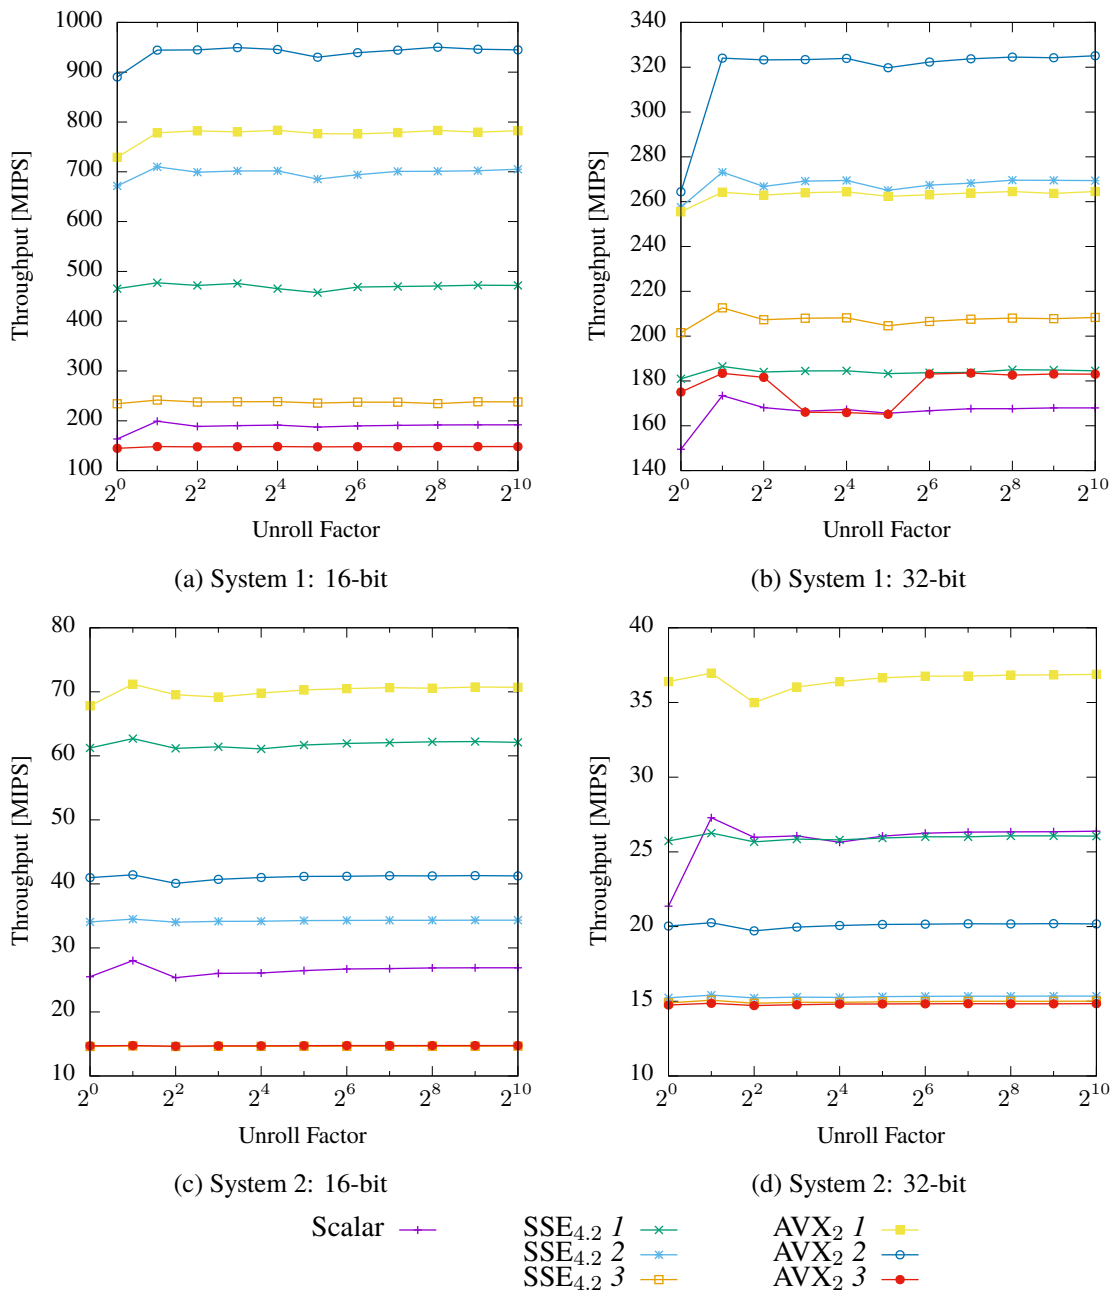 1000
900
800
700
600
500
400
300
200
100
Throughput [MIPS]
2^0 2^2 2^4 2^6 2^8 2^10
Unroll Factor
(a) System 1: 16-bit
340
320
300
280
260
240
220
200
180
160
140
Throughput [MIPS]
2^0 2^2 2^4 2^6 2^8 2^10
Unroll Factor
(b) System 1: 32-bit
80
70
60
50
40
30
20
10
Throughput [MIPS]
2^0 2^2 2^4 2^6 2^8 2^10
Unroll Factor
(c) System 2: 16-bit
40
35
30
25
20
15
10
Throughput [MIPS]
2^0 2^2 2^4 2^6 2^8 2^10
Unroll Factor
(d) System 2: 32-bit
Scalar
SSE4.2 1
SSE4.2 2
SSE4.2 3
AVX2 1
AVX2 2
AVX2 3